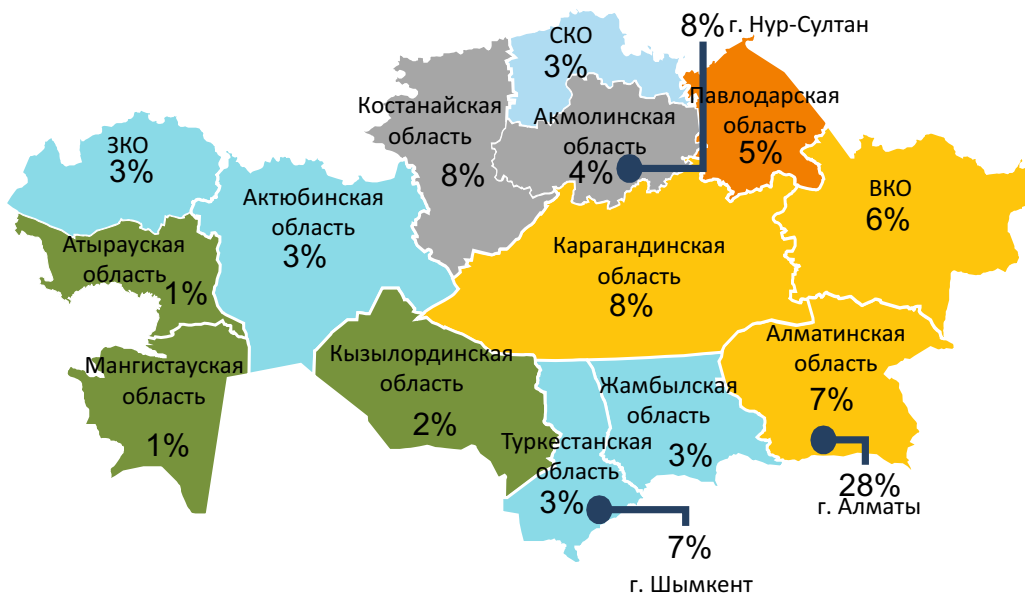 8% г. Нур-Султан
СКО
3%
Костанайская
область
8%
Акмолинская
область
4%
Павлодарская
область
5%
ЗКО
3%
Актюбинская
область
3%
ВКО
6%
Атырауская
область
1%
Карагандинская
область
8%
Мангистауская
область
1%
Кызылординская
область
2%
Алматинская
область
7%
Жамбылская
область
3%
Туркестанская
область
3%
28%
г. Алматы
7%
г. Шымкент